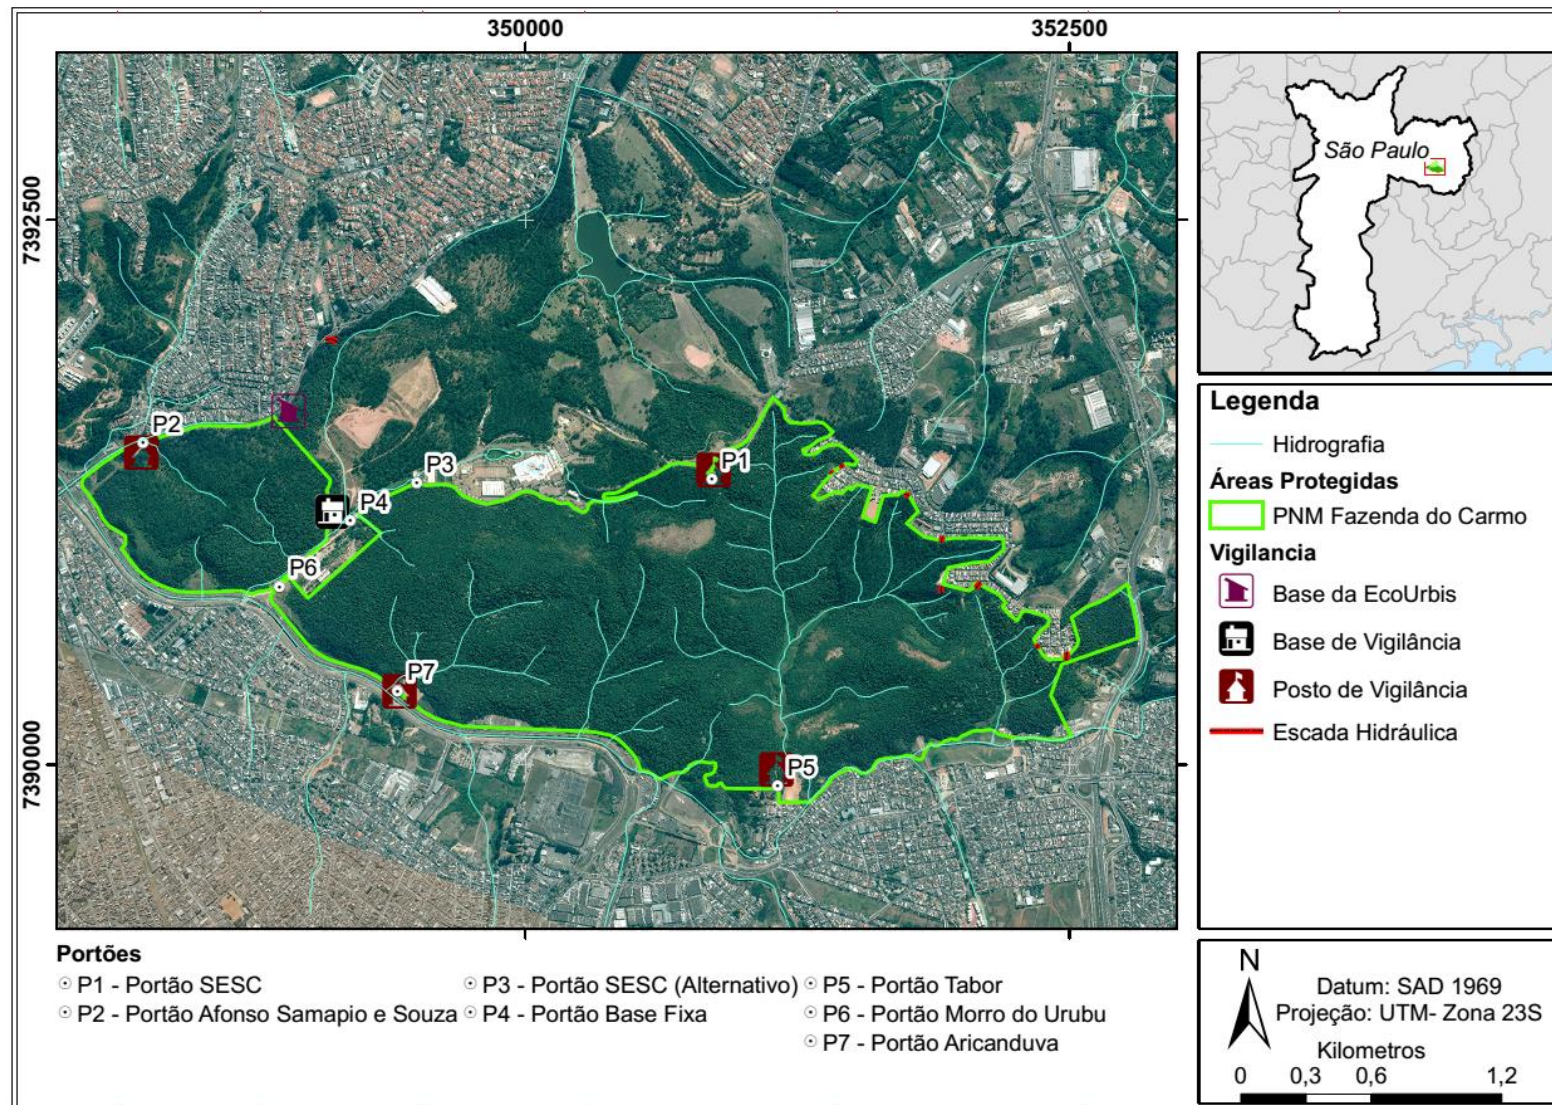 350000
352500
7392500
7390000
P2
P3
P1
P4
P6
P7
P5
São Paulo
Legenda
Hidrografia
Áreas Protegidas
PNM Fazenda do Carmo
Vigilancia
Base da EcoUrbis
Base de Vigilância
Posto de Vigilância
Escada Hidráulica
Portões
P1 - Portão SESC
P2 - Portão Afonso Samapio e Souza
P3 - Portão SESC (Alternativo)
P4 - Portão Base Fixa
P5 - Portão Tabor
P6 - Portão Morro do Urubu
P7 - Portão Aricanduva
N
Datum: SAD 1969
Projeção: UTM- Zona 23S
Kilometros
0 0,3 0,6 1,2